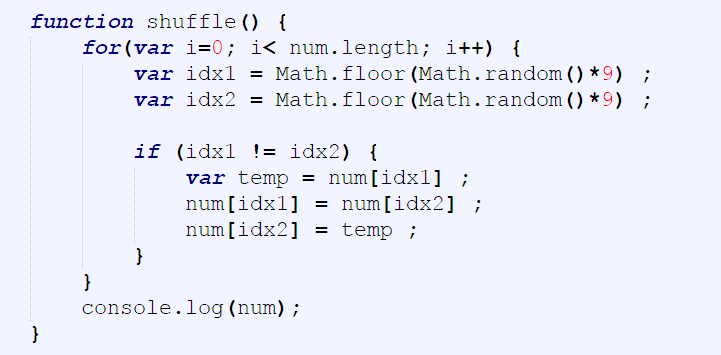 function shuffle() {
    for(var i=0; i< num.length; i++) {
        var idx1 = Math.floor(Math.random()*9) ;
        var idx2 = Math.floor(Math.random()*9) ;

        if (idx1 != idx2) {
            var temp = num[idx1] ;
            num[idx1] = num[idx2] ;
            num[idx2] = temp ;
        }
    }
    console.log(num);
}